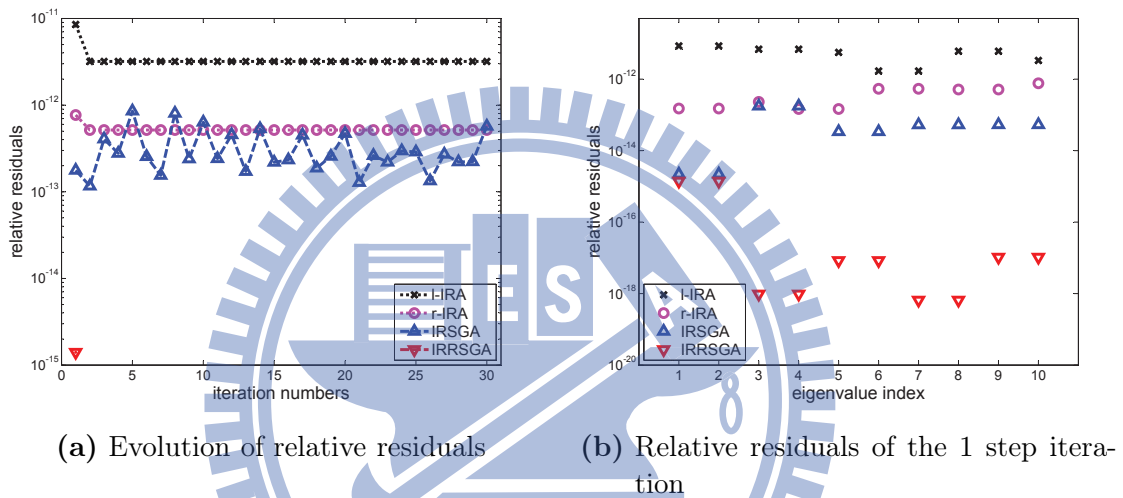 10^-11
10^-12
10^-13
10^-14
10^-15
relative residuals
0 5 10 15 20 25 30
iteration numbers
l-IRA
r-IRA
IRSGA
IRRSGA
10^-12
10^-14
10^-16
10^-18
10^-20
relative residuals
1 2 3 4 5 6 7 8 9 10
eigenvalue index
l-IRA
r-IRA
IRSGA
IRRSGA
ES
8
(a) Evolution of relative residuals
(b) Relative residuals of the 1 step itera-
tion